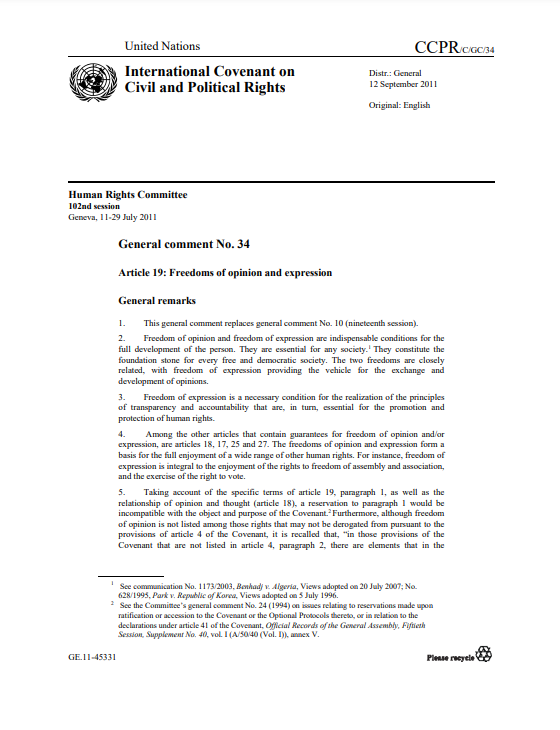 United Nations
CCPR/C/GC/34
International Covenant on
Civil and Political Rights
Distr.: General
12 September 2011
Original: English
Human Rights Committee
102nd session
Geneva, 11-29 July 2011
General comment No. 34
Article 19: Freedoms of opinion and expression
General remarks
1. This general comment replaces general comment No. 10 (nineteenth session).
2. Freedom of opinion and freedom of expression are indispensable conditions for the
full development of the person. They are essential for any society.1 They constitute the
foundation stone for every free and democratic society. The two freedoms are closely
related, with freedom of expression providing the vehicle for the exchange and
development of opinions.
3. Freedom of expression is a necessary condition for the realization of the principles
of transparency and accountability that are, in turn, essential for the promotion and
protection of human rights.
4. Among the other articles that contain guarantees for freedom of opinion and/or
expression, are articles 18, 17, 25 and 27. The freedoms of opinion and expression form a
basis for the full enjoyment of a wide range of other human rights. For instance, freedom of
expression is integral to the enjoyment of the rights to freedom of assembly and association,
and the exercise of the right to vote.
5. Taking account of the specific terms of article 19, paragraph 1, as well as the
relationship of opinion and thought (article 18), a reservation to paragraph 1 would be
incompatible with the object and purpose of the Covenant.2 Furthermore, although freedom
of opinion is not listed among those rights that may not be derogated from pursuant to the
provisions of article 4 of the Covenant, it is recalled that, “in those provisions of the
Covenant that are not listed in article 4, paragraph 2, there are elements that in the
1 See communication No. 1173/2003, Benhadj v. Algeria, Views adopted on 20 July 2007; No.
628/1995, Park v. Republic of Korea, Views adopted on 5 July 1996.
2 See the Committee’s general comment No. 24 (1994) on issues relating to reservations made upon
ratification or accession to the Covenant or the Optional Protocols thereto, or in relation to the
declarations under article 41 of the Covenant, Official Records of the General Assembly, Fiftieth
Session, Supplement No. 40, vol. I (A/50/40 (Vol. I)), annex V.
GE.11-45331
Please recycle